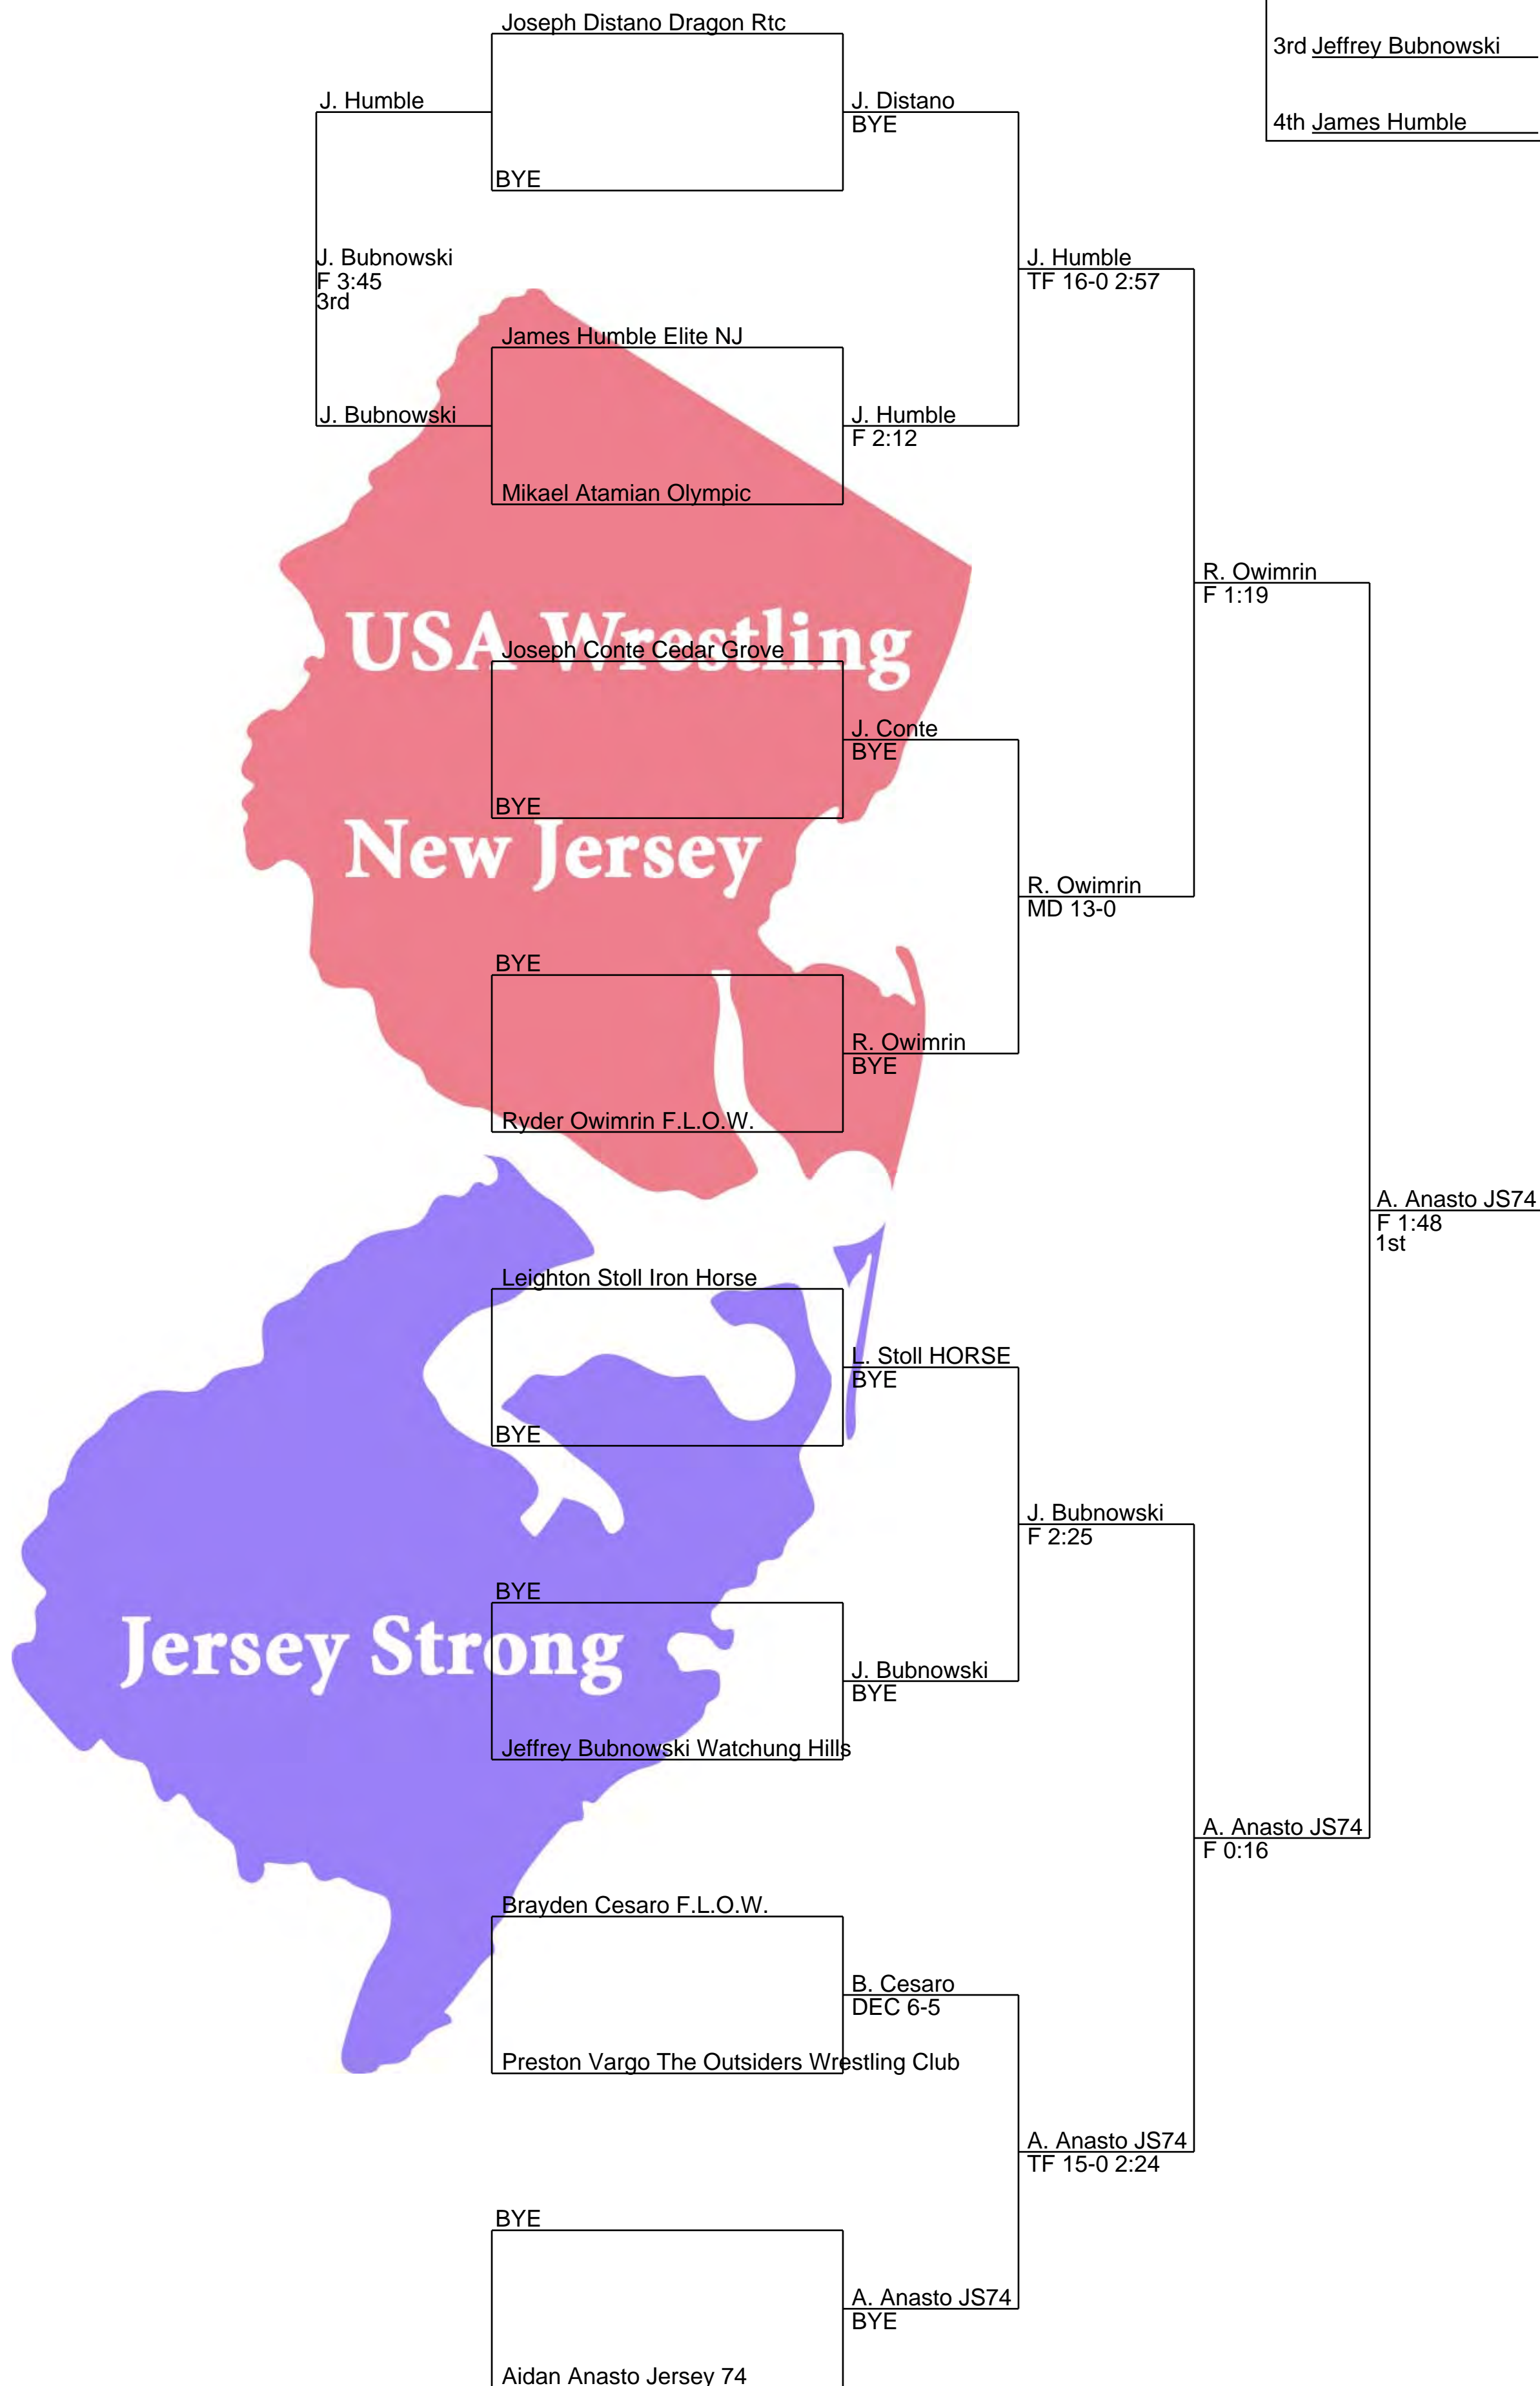 Joseph Distano Dragon Rtc
3rd Jeffrey Bubnowski
J. Humble
J. Distano
BYE
4th James Humble
BYE
J. Bubnowski
F 3:45
3rd
J. Humble
TF 16-0 2:57
James Humble Elite NJ
J. Bubnowski
J. Humble
F 2:12
Mikael Atamian Olympic
R. Owimrin
F 1:19
USA Wrestling
Joseph Conte Cedar Grove
J. Conte
BYE
BYE
New Jersey
R. Owimrin
MD 13-0
BYE
R. Owimrin
BYE
Ryder Owimrin F.L.O.W.
A. Anasto JS74
F 1:48
1st
Leighton Stoll Iron Horse
L. Stoll HORSE
BYE
BYE
J. Bubnowski
F 2:25
BYE
Jersey Strong
J. Bubnowski
BYE
Jeffrey Bubnowski Watchung Hills
A. Anasto JS74
F 0:16
Brayden Cesaro F.L.O.W.
B. Cesaro
DEC 6-5
Preston Vargo The Outsiders Wrestling Club
A. Anasto JS74
TF 15-0 2:24
BYE
A. Anasto JS74
BYE
Aidan Anasto Jersey 74